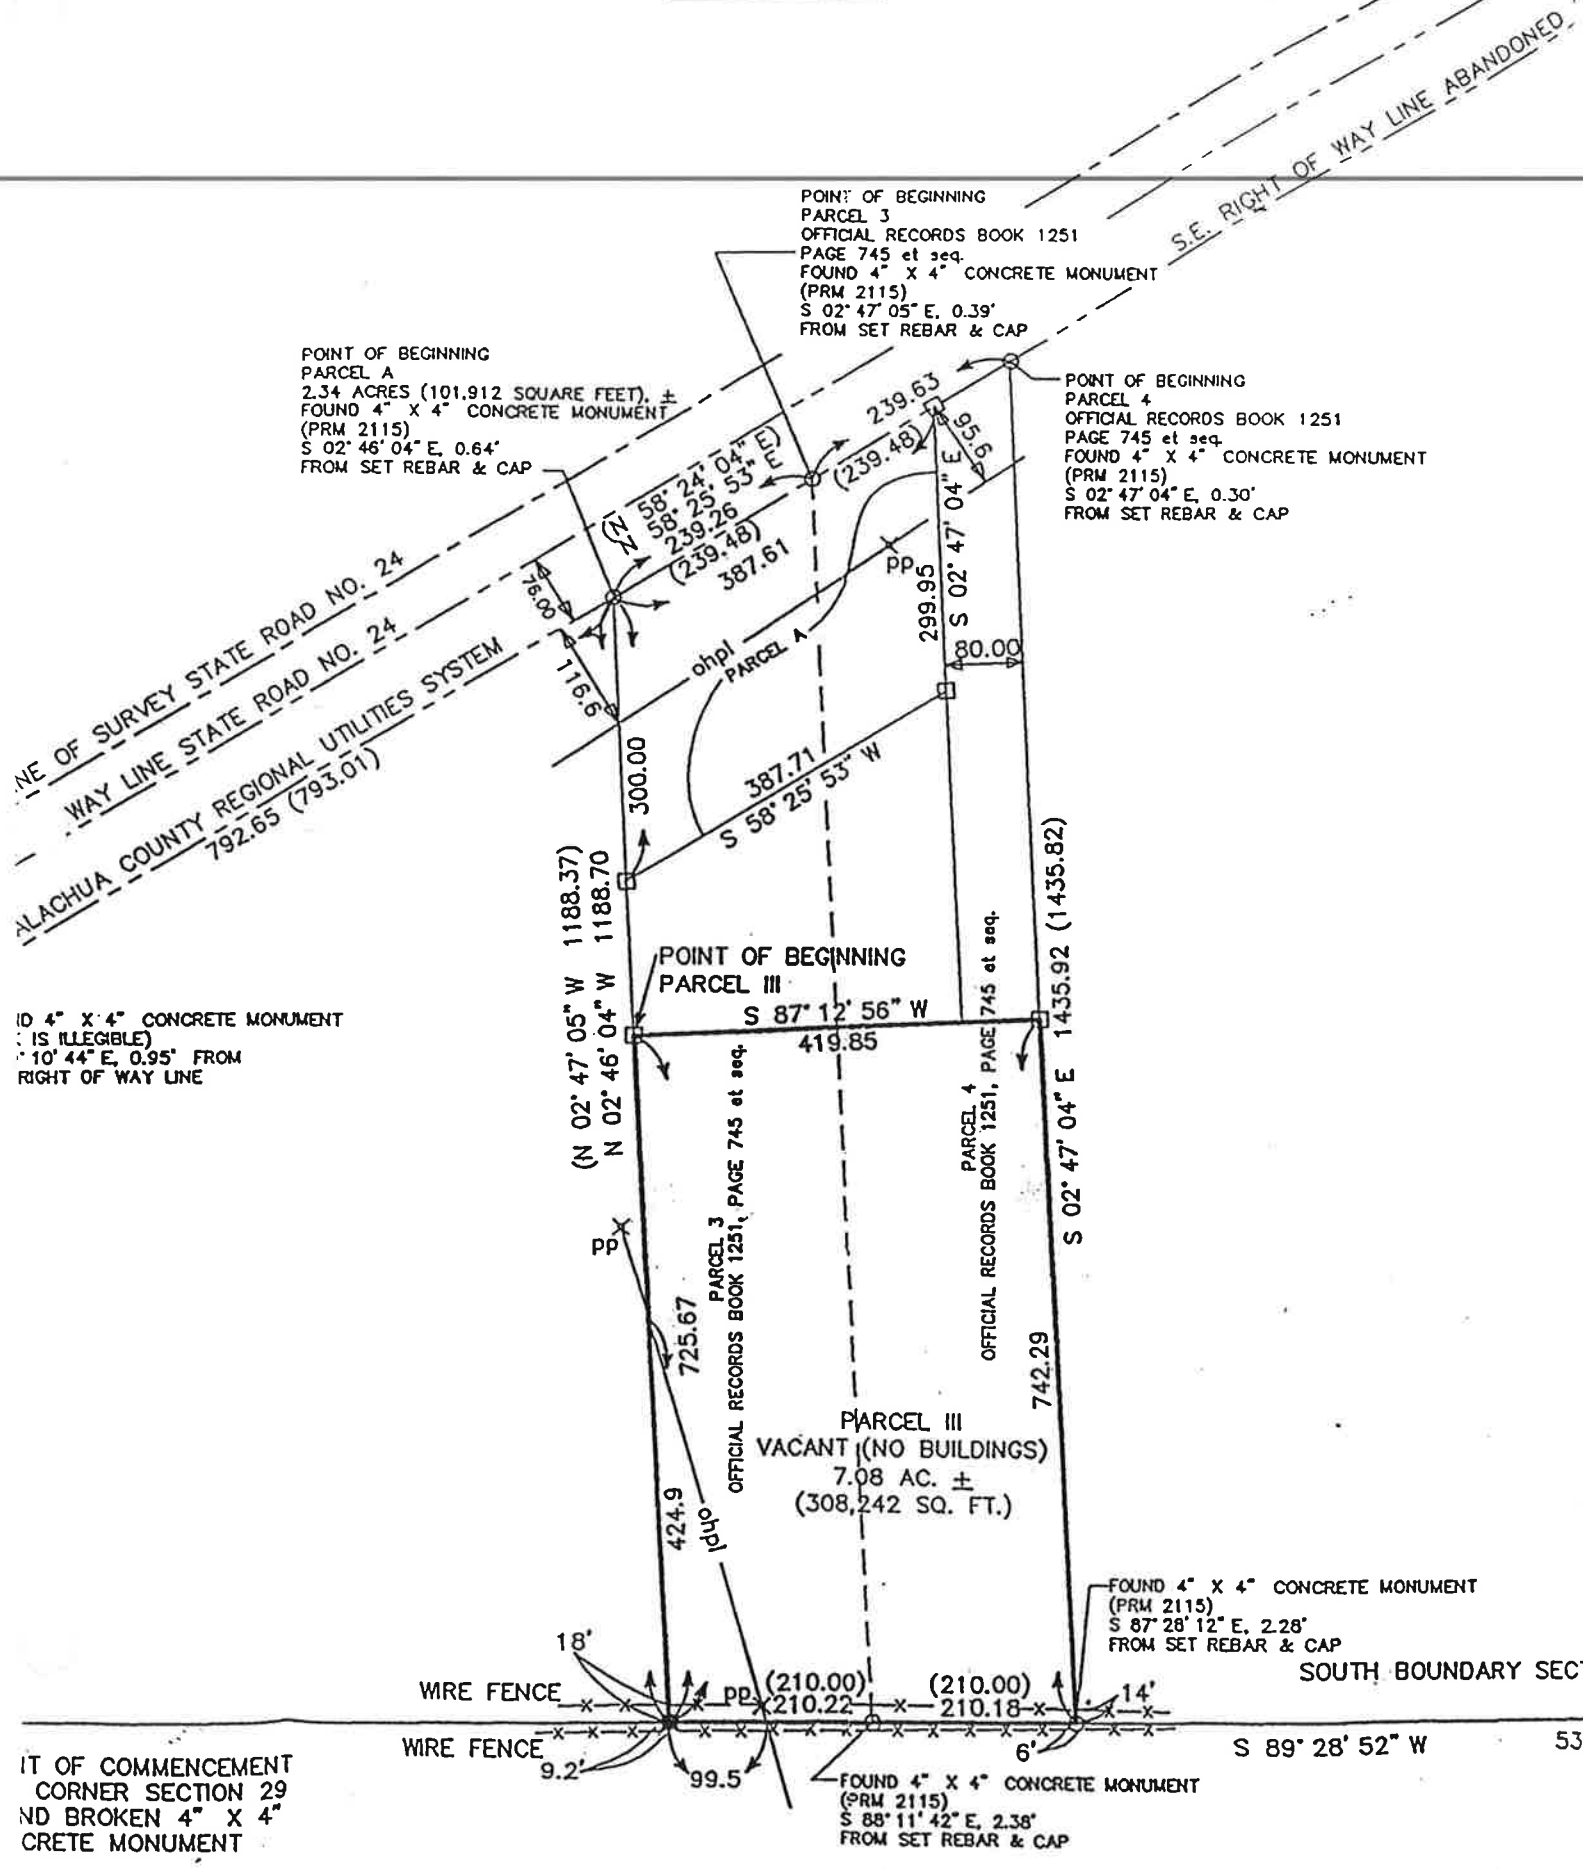 S.E. RIGHT OF WAY LINE ABANDONED
POINT OF BEGINNING
PARCEL 3
OFFICIAL RECORDS BOOK 1251
PAGE 745 et seq.
FOUND 4" X 4" CONCRETE MONUMENT
(PRM 2115)
S 02° 47' 05" E, 0.39'
FROM SET REBAR & CAP
POINT OF BEGINNING
PARCEL A
2.34 ACRES (101.912 SQUARE FEET), ±
FOUND 4" X 4" CONCRETE MONUMENT
(PRM 2115)
S 02° 46' 04" E, 0.64'
FROM SET REBAR & CAP
POINT OF BEGINNING
PARCEL 4
OFFICIAL RECORDS BOOK 1251
PAGE 745 et seq.
FOUND 4" X 4" CONCRETE MONUMENT
(PRM 2115)
S 02° 47' 04" E, 0.30'
FROM SET REBAR & CAP
239.63
(239.48)
95.6
(N 58° 24' 04" E)
N 58° 25' 53" E
239.26
(239.48)
387.61
76.00
116.6
pp
ohpl
PARCEL A
299.95
S 02° 47' 04" E
80.00
NE OF SURVEY STATE ROAD NO. 24
WAY LINE STATE ROAD NO. 24
ALACHUA COUNTY REGIONAL UTILITIES SYSTEM
792.65 (793.01)
300.00
387.71
S 58° 25' 53" W
(N 02° 47' 05" W 1188.37)
N 02° 46' 04" W 1188.70
POINT OF BEGINNING
PARCEL III
S 87° 12' 56" W
419.85
S 02° 47' 04" E 1435.92 (1435.82)
ID 4" X 4" CONCRETE MONUMENT
: IS ILLEGIBLE)
° 10' 44" E, 0.95' FROM
RIGHT OF WAY LINE
PARCEL 3
OFFICIAL RECORDS BOOK 1251, PAGE 745 et seq.
PARCEL 4
OFFICIAL RECORDS BOOK 1251, PAGE 745 et seq.
pp
725.67
742.29
PARCEL III
VACANT (NO BUILDINGS)
7.08 AC. ±
(308,242 SQ. FT.)
424.9
ohpl
FOUND 4" X 4" CONCRETE MONUMENT
(PRM 2115)
S 87° 28' 12" E, 2.28'
FROM SET REBAR & CAP
SOUTH BOUNDARY SEC
18'
WIRE FENCE
pp
(210.00)
210.22
(210.00)
210.18
14'
WIRE FENCE
9.2'
99.5
6'
S 89° 28' 52" W
53
IT OF COMMENCEMENT
CORNER SECTION 29
ND BROKEN 4" X 4"
CRETE MONUMENT
FOUND 4" X 4" CONCRETE MONUMENT
(PRM 2115)
S 88° 11' 42" E, 2.38'
FROM SET REBAR & CAP